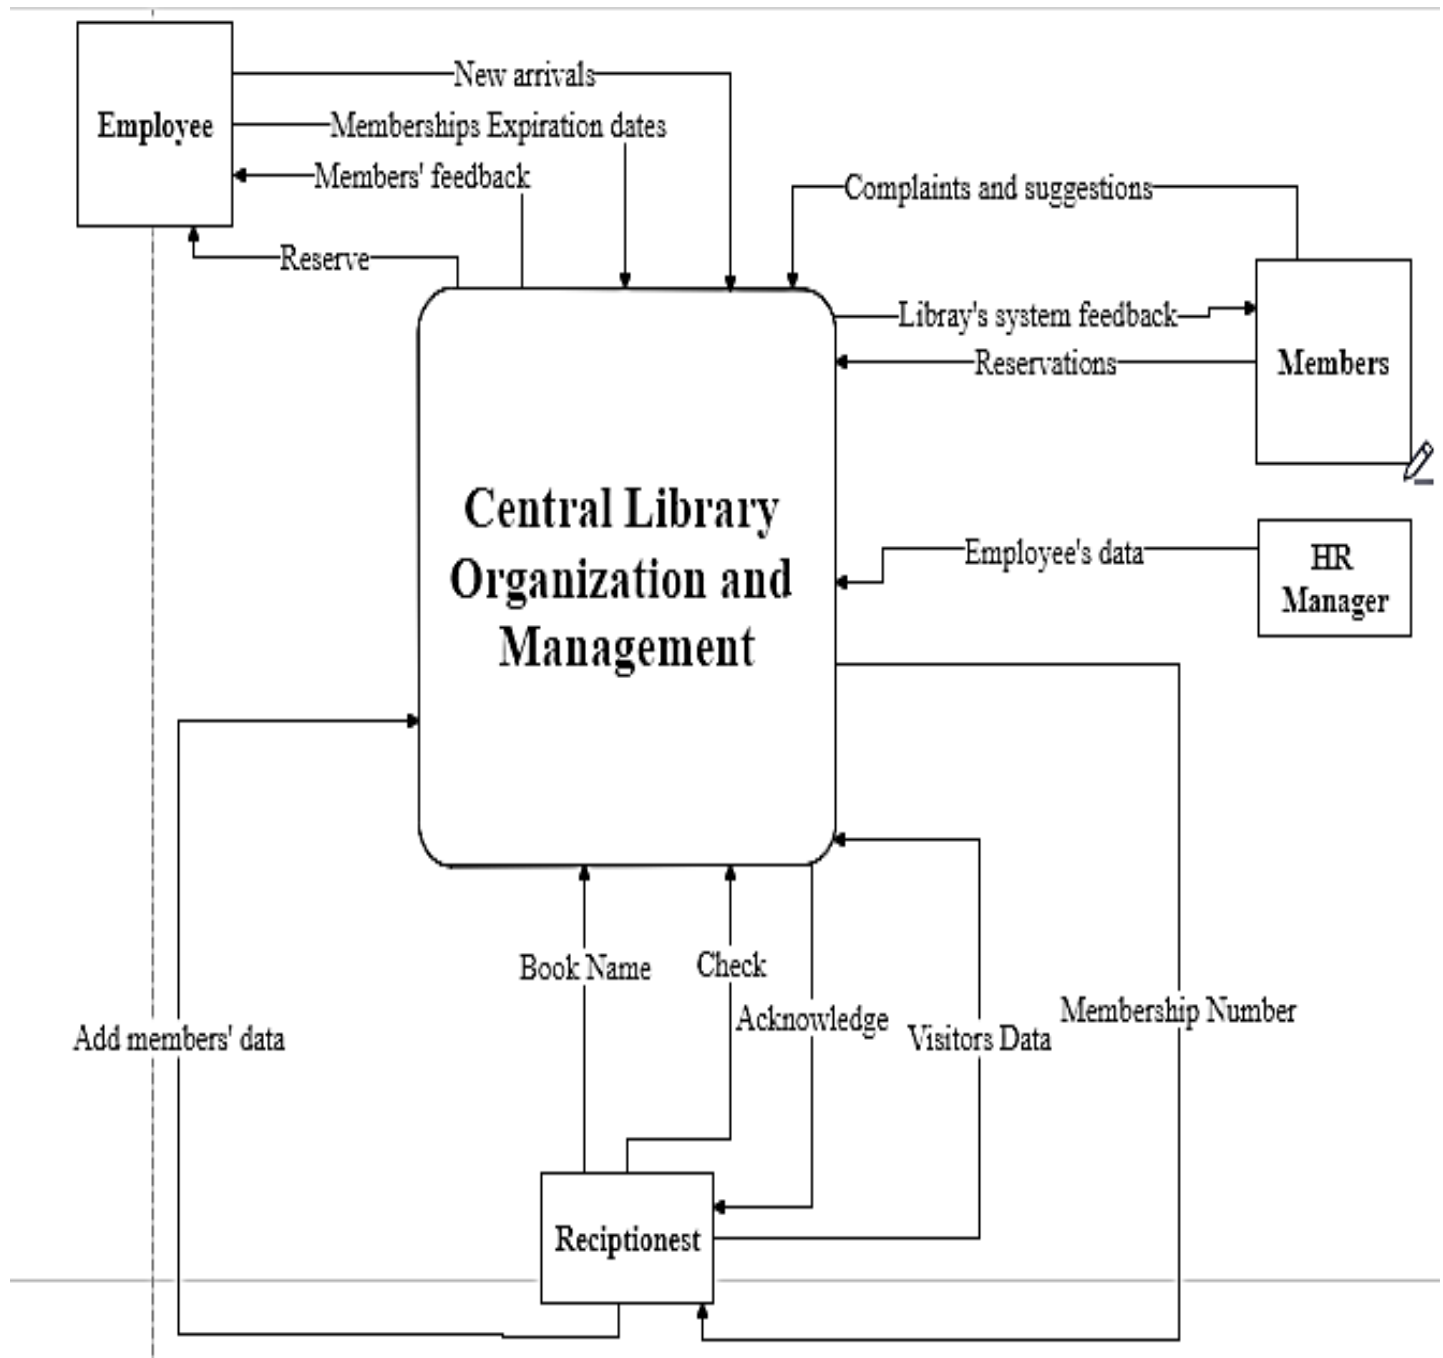 New arrivals
Employee
Memberships Expiration dates
Members' feedback
Complaints and suggestions
Reserve
Libray's system feedback
Reservations
Members
Central Library
Organization and
Management
Employee's data
HR
Manager
Book Name
Check
Acknowledge
Membership Number
Add members' data
Visitors Data
Reciptionest